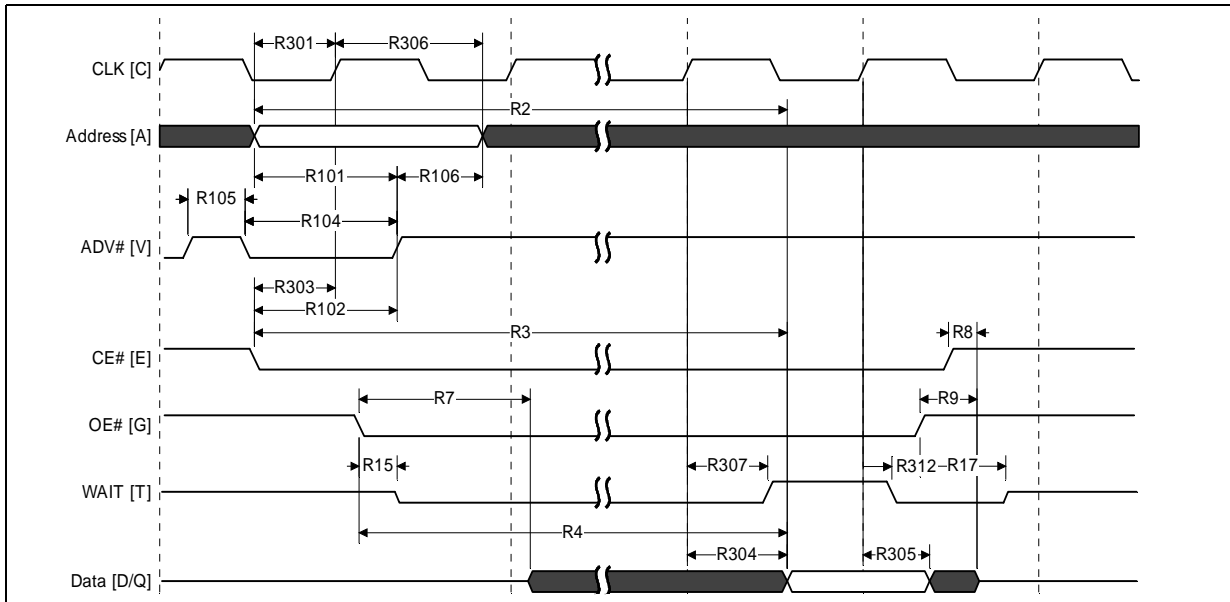 R301 R306
CLK [C]
R2
Address [A]
R101 R106
R105
R104
ADV# [V]
R303
R102
R3
R8
CE# [E]
R7
R9
OE# [G]
R15
R307
R312 R17
WAIT [T]
R4
R304
R305
Data [D/Q]